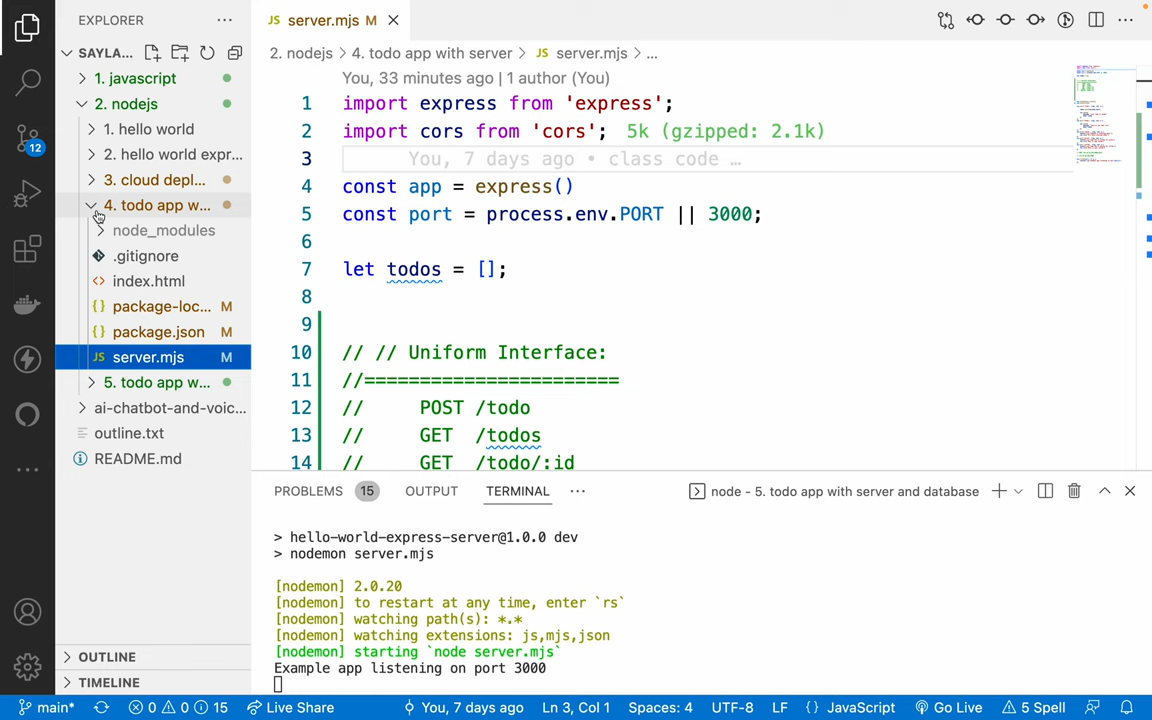 EXPLORER
SAYLA...
1. javascript
2. nodejs
1. hello world
2. hello world expr...
3. cloud depl...
4. todo app w...
node_modules
.gitignore
index.html
package-loc... M
package.json M
server.mjs M
5. todo app w...
ai-chatbot-and-voic...
outline.txt
README.md
OUTLINE
TIMELINE
12
JS server.mjs M
2. nodejs > 4. todo app with server > JS server.mjs > ...
You, 33 minutes ago | 1 author (You)
1 import express from 'express';
2 import cors from 'cors'; 5k (gzipped: 2.1k)
3 You, 7 days ago • class code …
4 const app = express()
5 const port = process.env.PORT || 3000;
6
7 let todos = [];
8
9
10 // // Uniform Interface:
11 //=======================
12 // POST /todo
13 // GET /todos
14 // GET /todo/:id
PROBLEMS 15 OUTPUT TERMINAL node - 5. todo app with server and database
> hello-world-express-server@1.0.0 dev
> nodemon server.mjs
[nodemon] 2.0.20
[nodemon] to restart at any time, enter `rs`
[nodemon] watching path(s): *.*
[nodemon] watching extensions: js,mjs,json
[nodemon] starting `node server.mjs`
Example app listening on port 3000
main* 0 0 15 Live Share You, 7 days ago Ln 3, Col 1 Spaces: 4 UTF-8 LF {} JavaScript Go Live 5 Spell